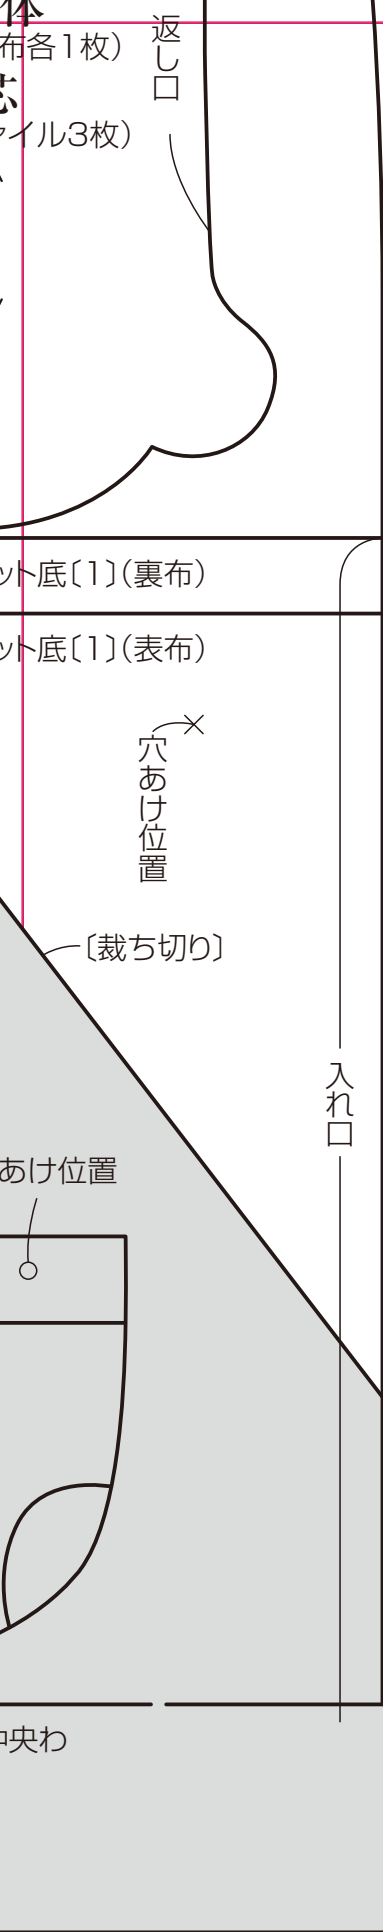 体
布各1枚）
返し口
芯
ァイル3枚）
ット底〔1〕（裏布）
ット底〔1〕（表布）
穴あけ位置
〔裁ち切り〕
入れ口
あけ位置
中央わ